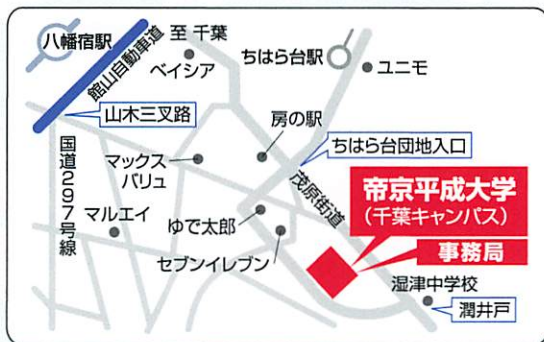 八幡宿駅
館山自動車道
至 千葉
ベイシア
ちはら台駅
ユニモ
山木三叉路
房の駅
ちはら台団地入口
国道297号線
マックス
バリュ
茂原街道
帝京平成大学
(千葉キャンパス)
マルエイ
ゆで太郎
事務局
セブンイレブン
湿津中学校
潤井戸